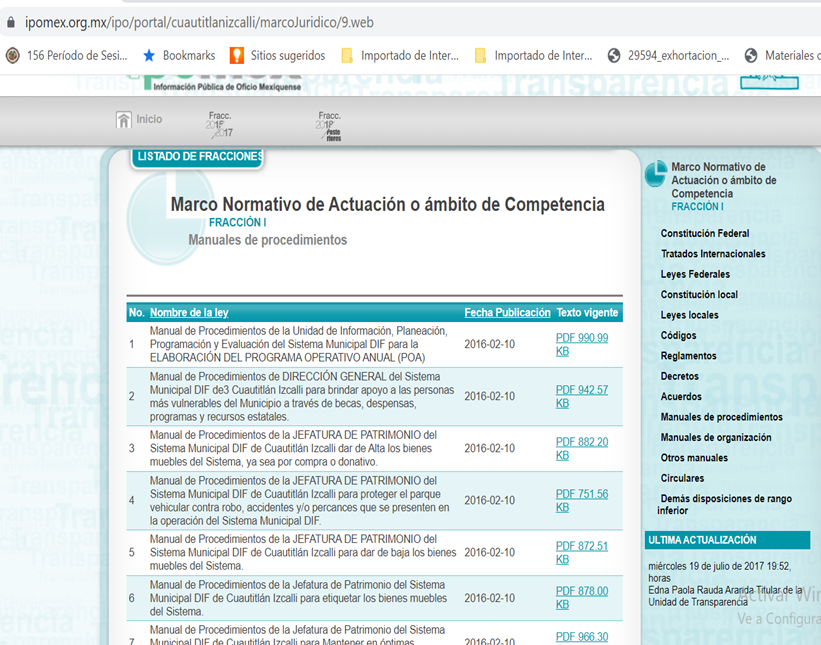 ipomex.org.mx/ipo/portal/cuautitlanizcalli/marcoJuridico/9.web
156 Período de Sesi...
Bookmarks
Sitios sugeridos
Importado de Inter...
Importado de Inter...
29594_exhortacion_...
Materiales
Información Pública de Oficio Mexiquense
Inicio
Fracc.
2017
Fracc.
LISTADO DE FRACCIONES
Marco Normativo de Actuación o ámbito de Competencia
FRACCIÓN I
Manuales de procedimientos
No. Nombre de la ley Fecha Publicación Texto vigente
1 Manual de Procedimientos de la Unidad de Información, Planeación,
Programación y Evaluación del Sistema Municipal DIF para la
ELABORACIÓN DEL PROGRAMA OPERATIVO ANUAL (POA)
2016-02-10
PDF 990.99
KB
2 Manual de Procedimientos de DIRECCIÓN GENERAL del Sistema
Municipal DIF de3 Cuautitlán Izcalli para brindar apoyo a las personas
más vulnerables del Municipio a través de becas, despensas,
programas y recursos estatales.
2016-02-10
PDF 942.57
KB
3 Manual de Procedimientos de la JEFATURA DE PATRIMONIO del
Sistema Municipal DIF de Cuautitlán Izcalli dar de Alta los bienes
muebles del Sistema, ya sea por compra o donativo.
2016-02-10
PDF 882.20
KB
4 Manual de Procedimientos de la JEFATURA DE PATRIMONIO del
Sistema Municipal DIF de Cuautitlán Izcalli para proteger el parque
vehicular contra robo, accidentes y/o percances que se presenten en
la operación del Sistema Municipal DIF.
2016-02-10
PDF 751.56
KB
5 Manual de Procedimientos de la JEFATURA DE PATRIMONIO del
Sistema Municipal DIF de Cuautitlán Izcalli para dar de baja los bienes
muebles del Sistema.
2016-02-10
PDF 872.51
KB
6 Manual de Procedimientos de la Jefatura de Patrimonio del Sistema
Municipal DIF de Cuautitlán Izcalli para etiquetar los bienes muebles
del Sistema.
2016-02-10
PDF 878.00
KB
7 Manual de Procedimientos de la Jefatura de Patrimonio del Sistema
Municipal DIF de Cuautitlán Izcalli para Mantener en óptimas
2016-02-10
PDF 966.30
Marco Normativo de
Actuación o ámbito de
Competencia
FRACCIÓN I
Constitución Federal
Tratados Internacionales
Leyes Federales
Constitución local
Leyes locales
Códigos
Reglamentos
Decretos
Acuerdos
Manuales de procedimientos
Manuales de organización
Otros manuales
Circulares
Demás disposiciones de rango
inferior
ULTIMA ACTUALIZACIÓN
miércoles 19 de julio de 2017 19:52,
horas
Edna Paola Rauda Ararida Titular de la
Unidad de Transparencia
Activar Win
Ve a Configura